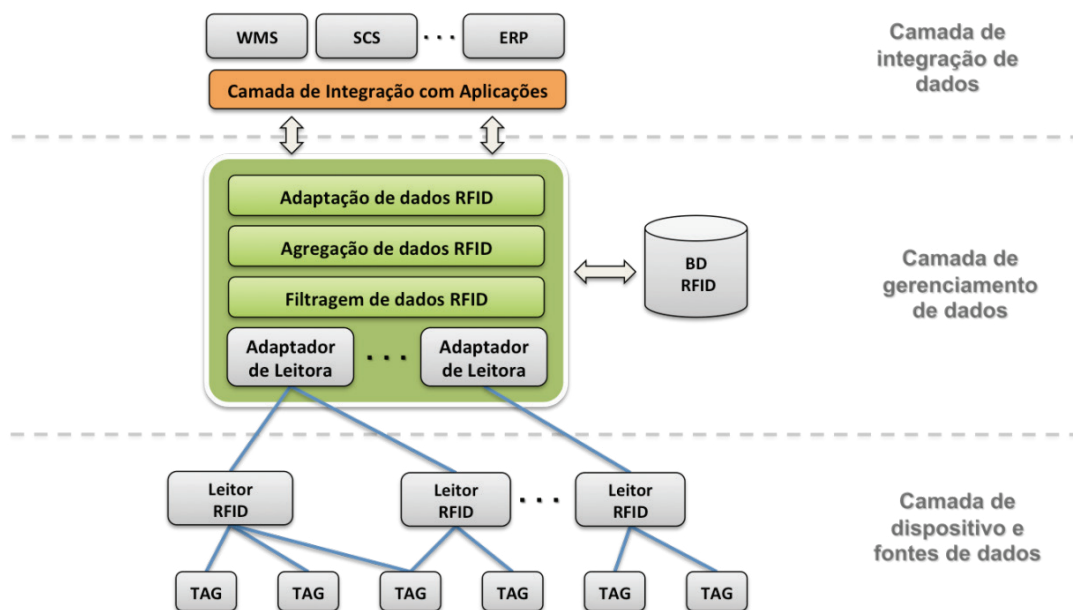 WMS
SCS
. . .
ERP
Camada de Integração com Aplicações
Camada de
integração de
dados
Adaptação de dados RFID
Agregação de dados RFID
Filtragem de dados RFID
Adaptador
de Leitora
. . .
Adaptador
de Leitora
BD
RFID
Camada de
gerenciamento
de dados
Leitor
RFID
Leitor
RFID
. . .
Leitor
RFID
TAG
TAG
TAG
TAG
TAG
TAG
Camada de
dispositivo e
fontes de dados